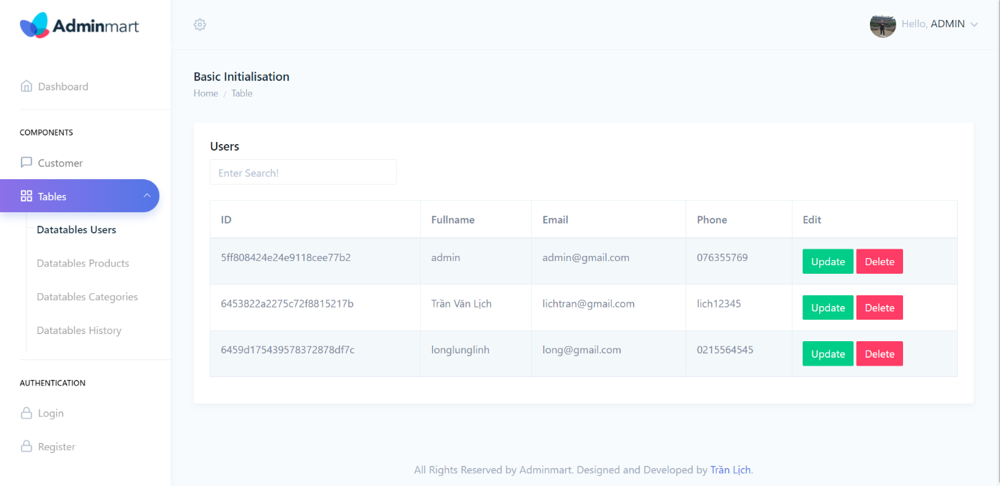 Adminmart
Hello, ADMIN
Dashboard
COMPONENTS
Customer
Tables
Datatables Users
Datatables Products
Datatables Categories
Datatables History
AUTHENTICATION
Login
Register
Basic Initialisation
Home / Table
Users
Enter Search!
ID Fullname Email Phone Edit
5ff808424e24e9118cee77b2 admin admin@gmail.com 076355769 Update Delete
6453822a2275c72f8815217b Trần Văn Lịch lichtran@gmail.com lich12345 Update Delete
6459d175439578372878df7c longlunglinh long@gmail.com 0215564545 Update Delete
All Rights Reserved by Adminmart. Designed and Developed by Trần Lịch.